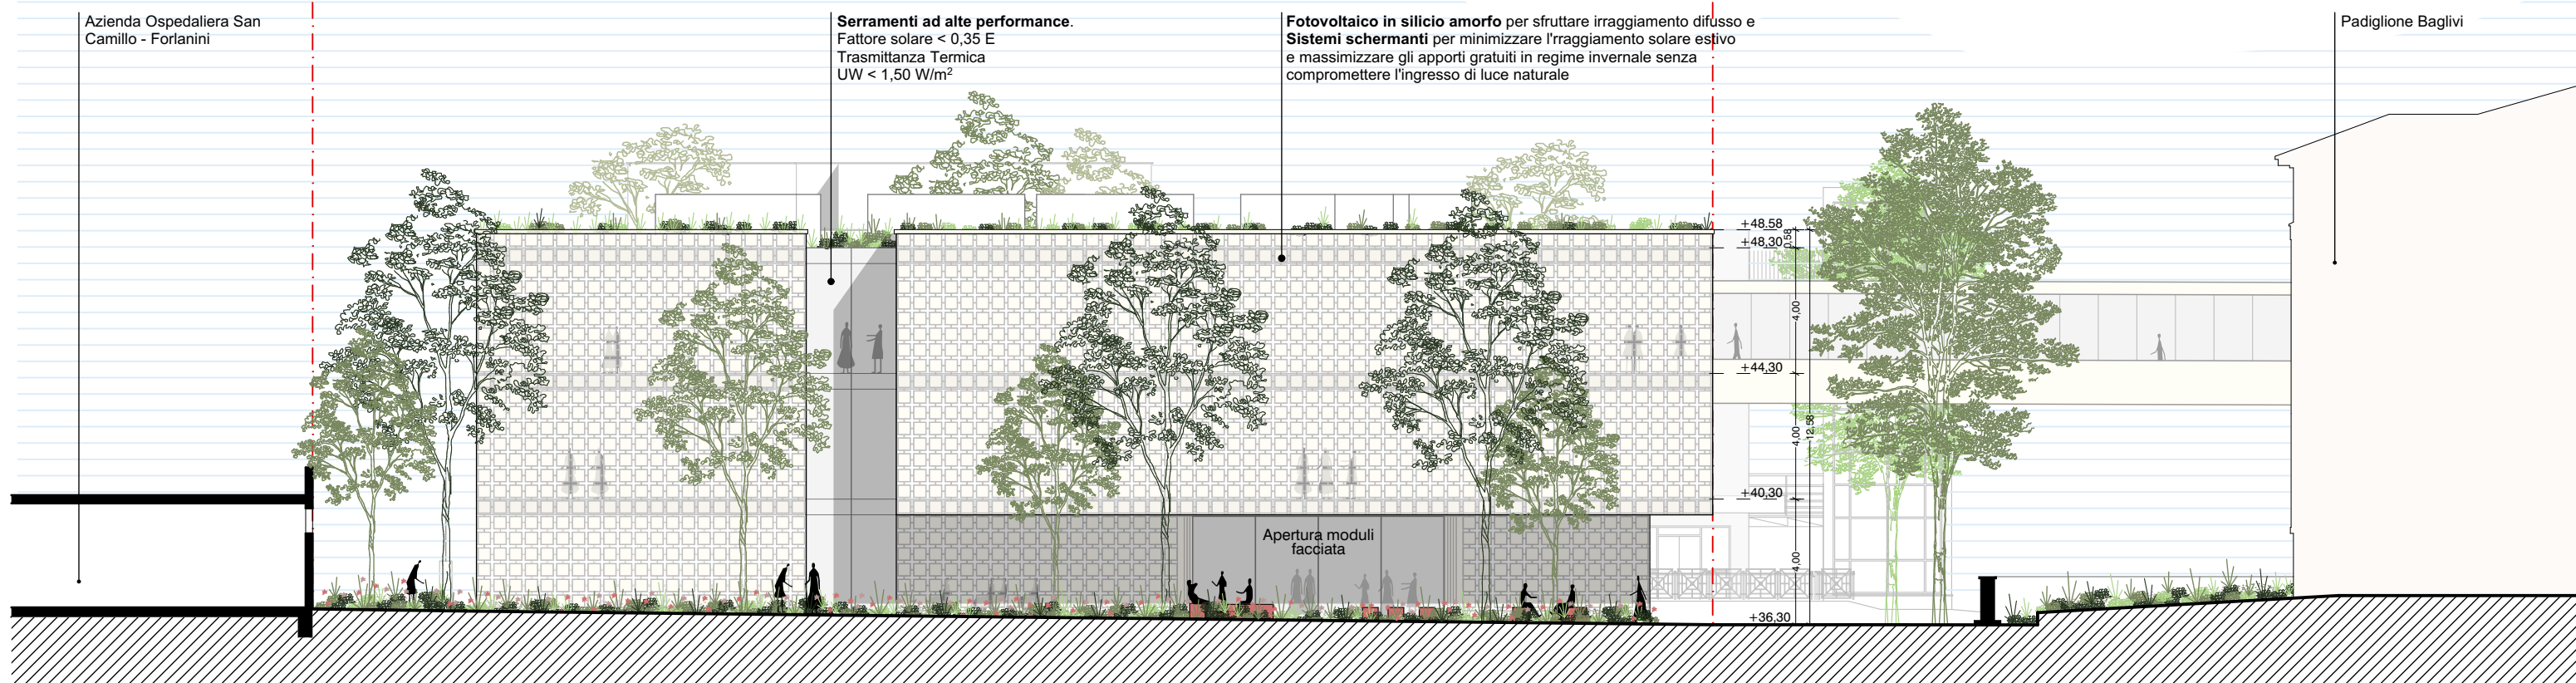 Azienda Ospedaliera San
Camillo - Forlanini
Serramenti ad alte performance.
Fattore solare < 0,35 E
Trasmittanza Termica
UW < 1,50 W/m²
Fotovoltaico in silicio amorfo per sfruttare irraggiamento difuso e
Sistemi schermanti per minimizzare l'rraggiamento solare estivo
e massimizzare gli apporti gratuiti in regime invernale senza
compromettere l'ingresso di luce naturale
Padiglione Baglivi
+48.58
+48,30
0.58
4,00
+44,30
4,00
12.58
+40,30
4,00
+36,30
Apertura moduli
facciata